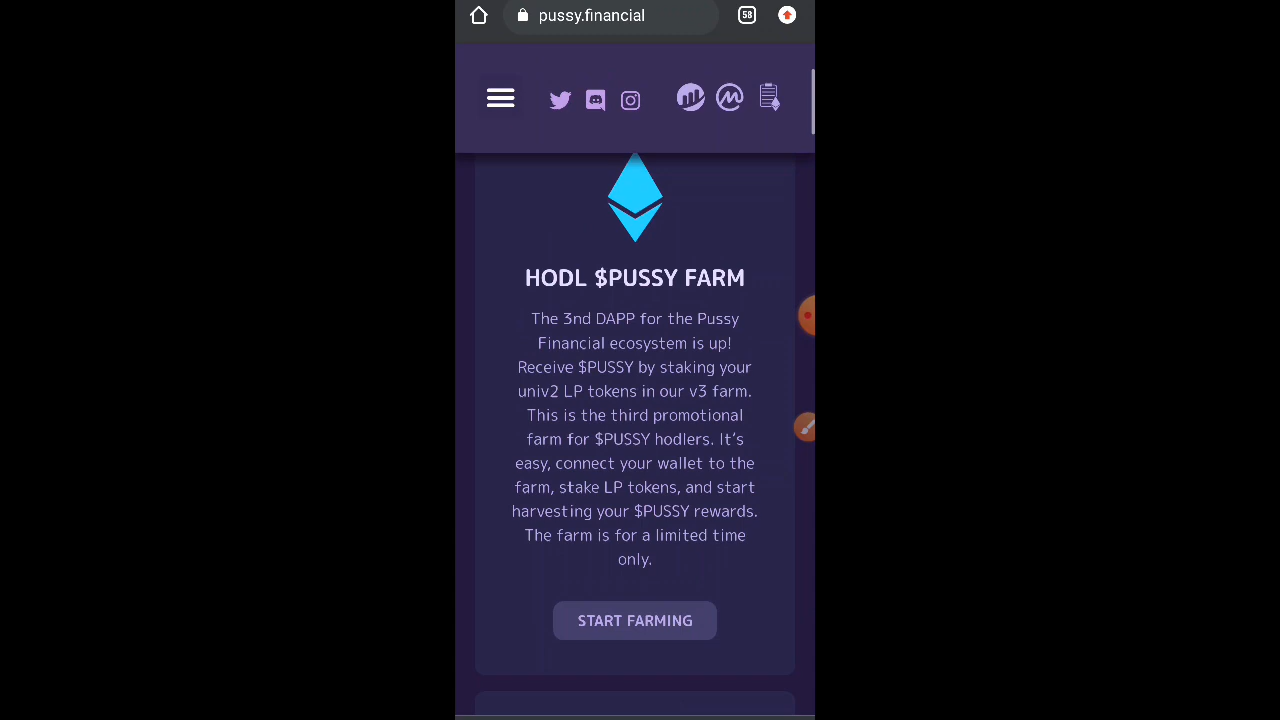 pussy.financial
58
HODL $PUSSY FARM
The 3nd DAPP for the Pussy
Financial ecosystem is up!
Receive $PUSSY by staking your
univ2 LP tokens in our v3 farm.
This is the third promotional
farm for $PUSSY hodlers. It’s
easy, connect your wallet to the
farm, stake LP tokens, and start
harvesting your $PUSSY rewards.
The farm is for a limited time
only.
START FARMING